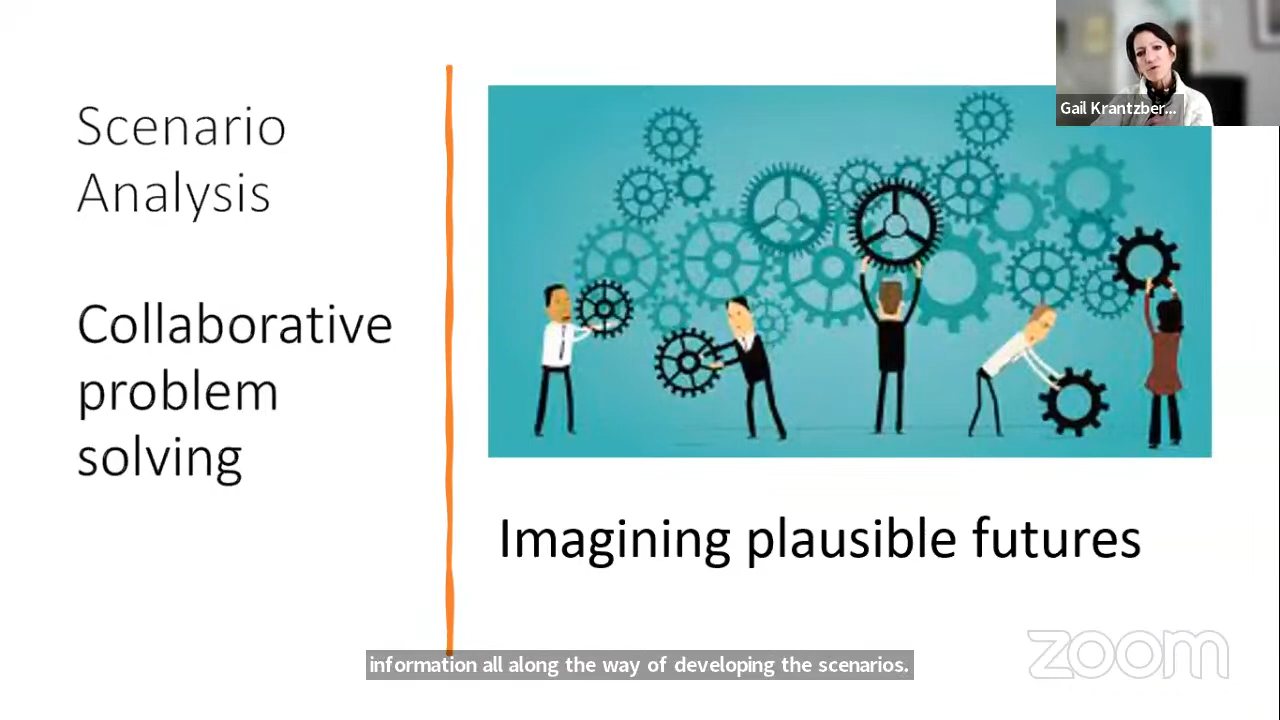 Scenario
Analysis
Collaborative
problem
solving
Gail Krantzber...
Imagining plausible futures
information all along the way of developing the scenarios.
zoom